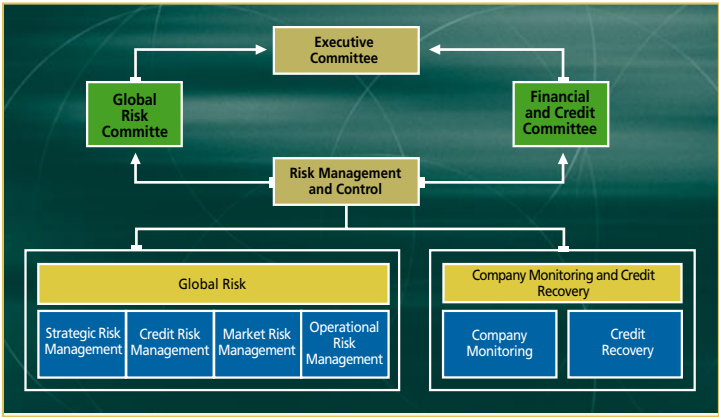 Executive
Committee
Global
Risk
Committe
Financial
and Credit
Committee
Risk Management
and Control
Global Risk
Strategic Risk
Management
Credit Risk
Management
Market Risk
Management
Operational
Risk
Management
Company Monitoring and Credit
Recovery
Company
Monitoring
Credit
Recovery